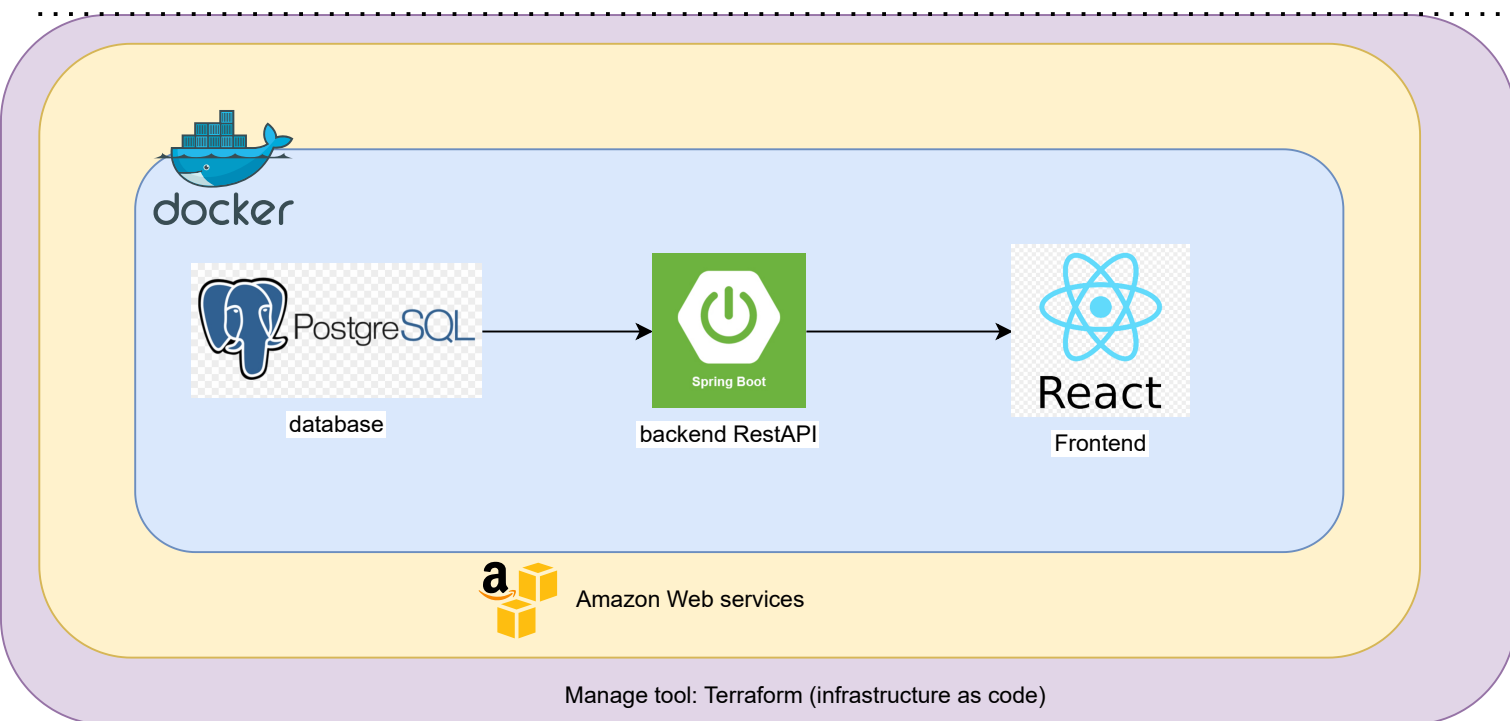 docker
PostgreSQL
Spring Boot
React
database
backend RestAPI
Frontend
a
Amazon Web services
Manage tool: Terraform (infrastructure as code)